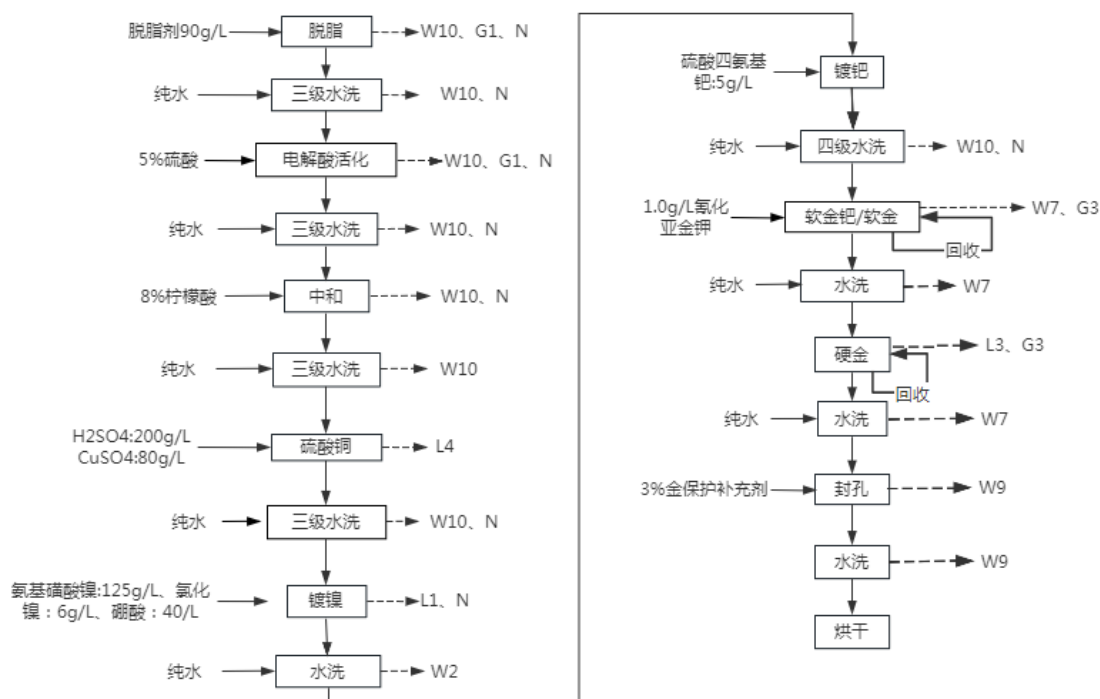 脱脂剂90g/L
脱脂
W10、G1、N
纯水
三级水洗
W10、N
5%硫酸
电解酸活化
W10、G1、N
纯水
三级水洗
W10、N
8%柠檬酸
中和
W10、N
纯水
三级水洗
W10
H2SO4:200g/L
CuSO4:80g/L
硫酸铜
L4
纯水
三级水洗
W10、N
氨基磺酸镍:125g/L、氯化
镍：6g/L、硼酸：40/L
镀镍
L1、N
纯水
水洗
W2
硫酸四氨基
钯:5g/L
镀钯
纯水
四级水洗
W10、N
1.0g/L氰化
亚金钾
软金钯/软金
W7、G3
回收
纯水
水洗
W7
硬金
L3、G3
回收
纯水
水洗
W7
3%金保护补充剂
封孔
W9
水洗
W9
烘干